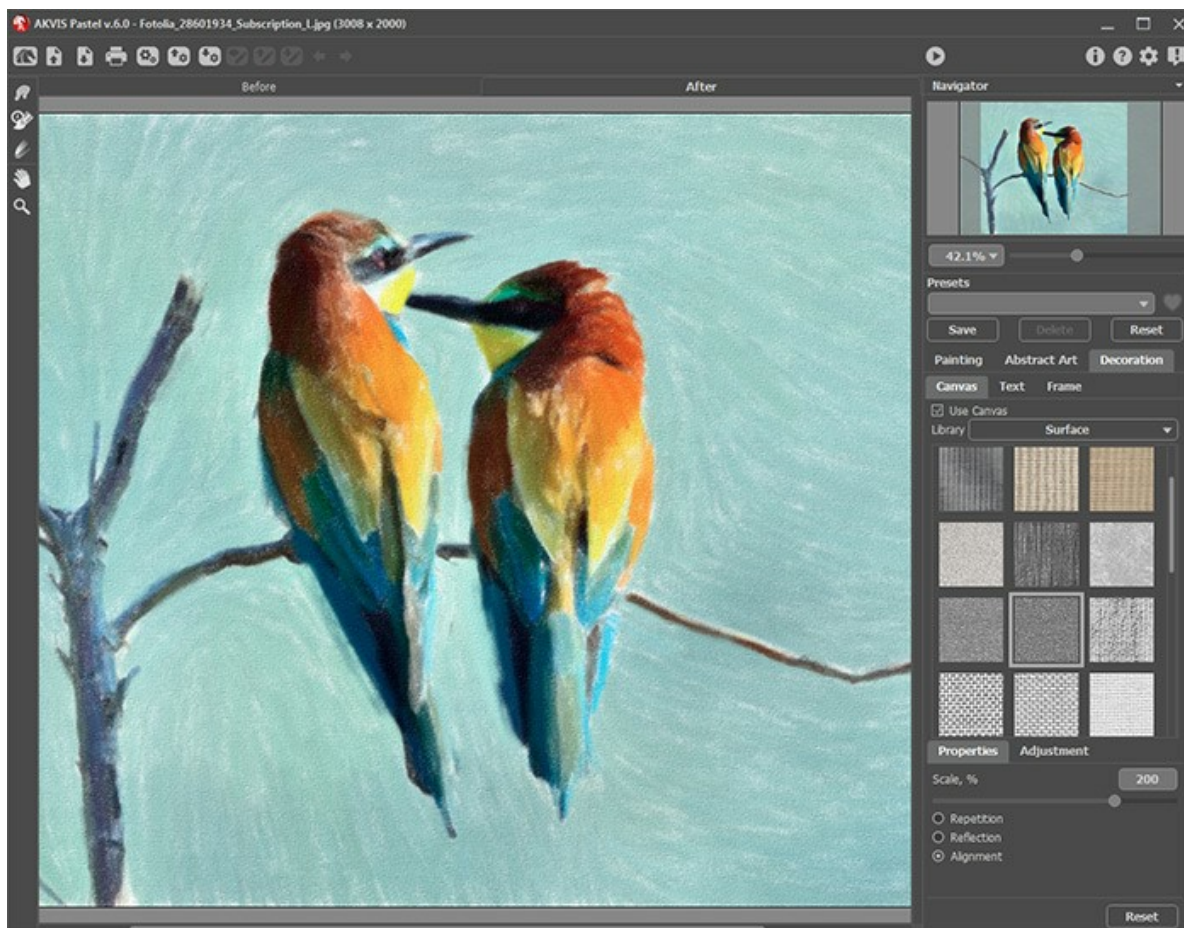 AKVIS Pastel v.6.0 - Fotolia_28601934_Subscription_L.jpg (3008 x 2000)
Before
After
Navigator
42.1%
Presets
Save Delete Reset
Painting Abstract Art Decoration
Canvas Text Frame
Use Canvas
Library Surface
Properties Adjustment
Scale, % 200
Repetition
Reflection
Alignment
Reset